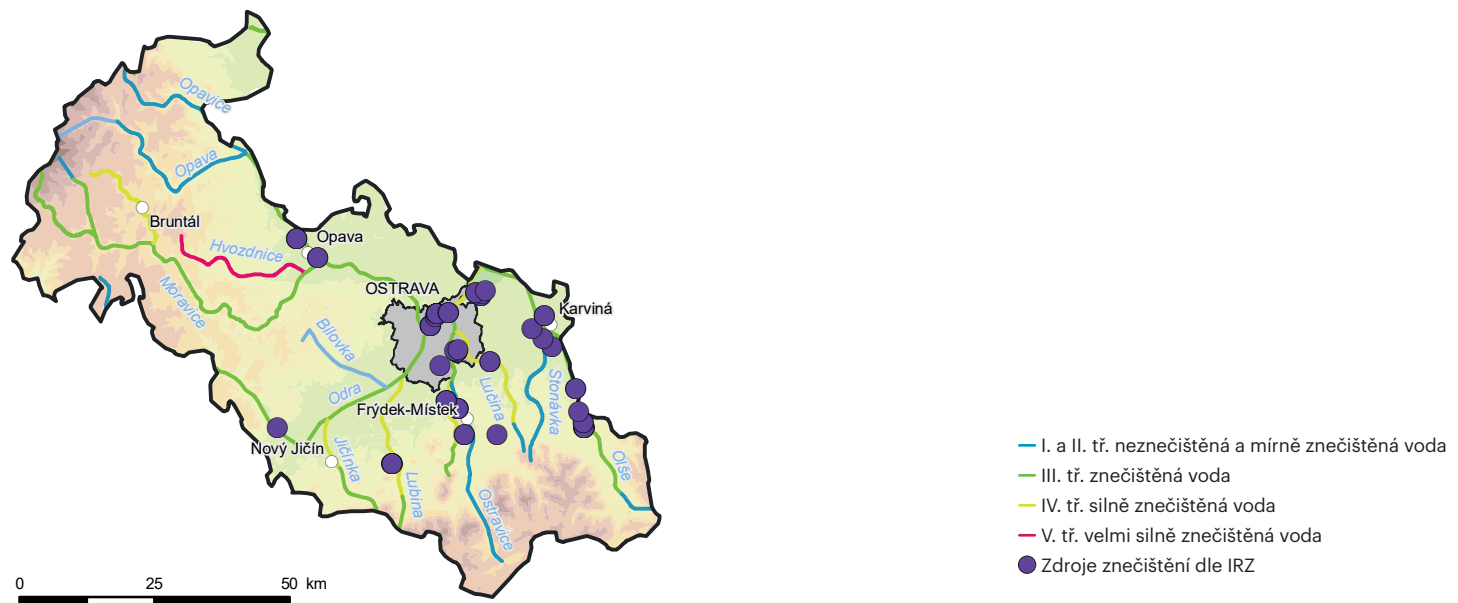 Opavice
Opava
Bruntál
Opava
Hvozdnice
Moravice
OSTRAVA
Karviná
Bílovka
Odra
Lučina
Stonávka
Frýdek-Místek
Nový Jičín
Jičínka
Lubina
Ostravice
Olše
0 25 50 km
I. a II. tř. neznečištěná a mírně znečištěná voda
III. tř. znečištěná voda
IV. tř. silně znečištěná voda
V. tř. velmi silně znečištěná voda
Zdroje znečištění dle IRZ